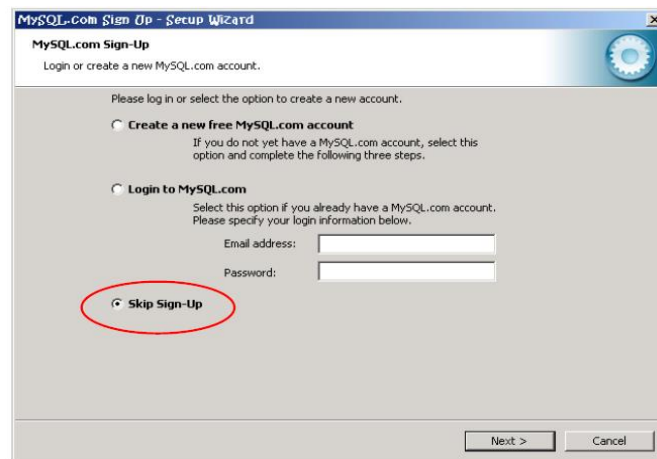 MySQL.com Sign Up - Setup Wizard
MySQL.com Sign-Up
Login or create a new MySQL.com account.
Please log in or select the option to create a new account.
Create a new free MySQL.com account
If you do not yet have a MySQL.com account, select this
option and complete the following three steps.
Login to MySQL.com
Select this option if you already have a MySQL.com account.
Please specify your login information below.
Email address:
Password:
Skip Sign-Up
Next >
Cancel